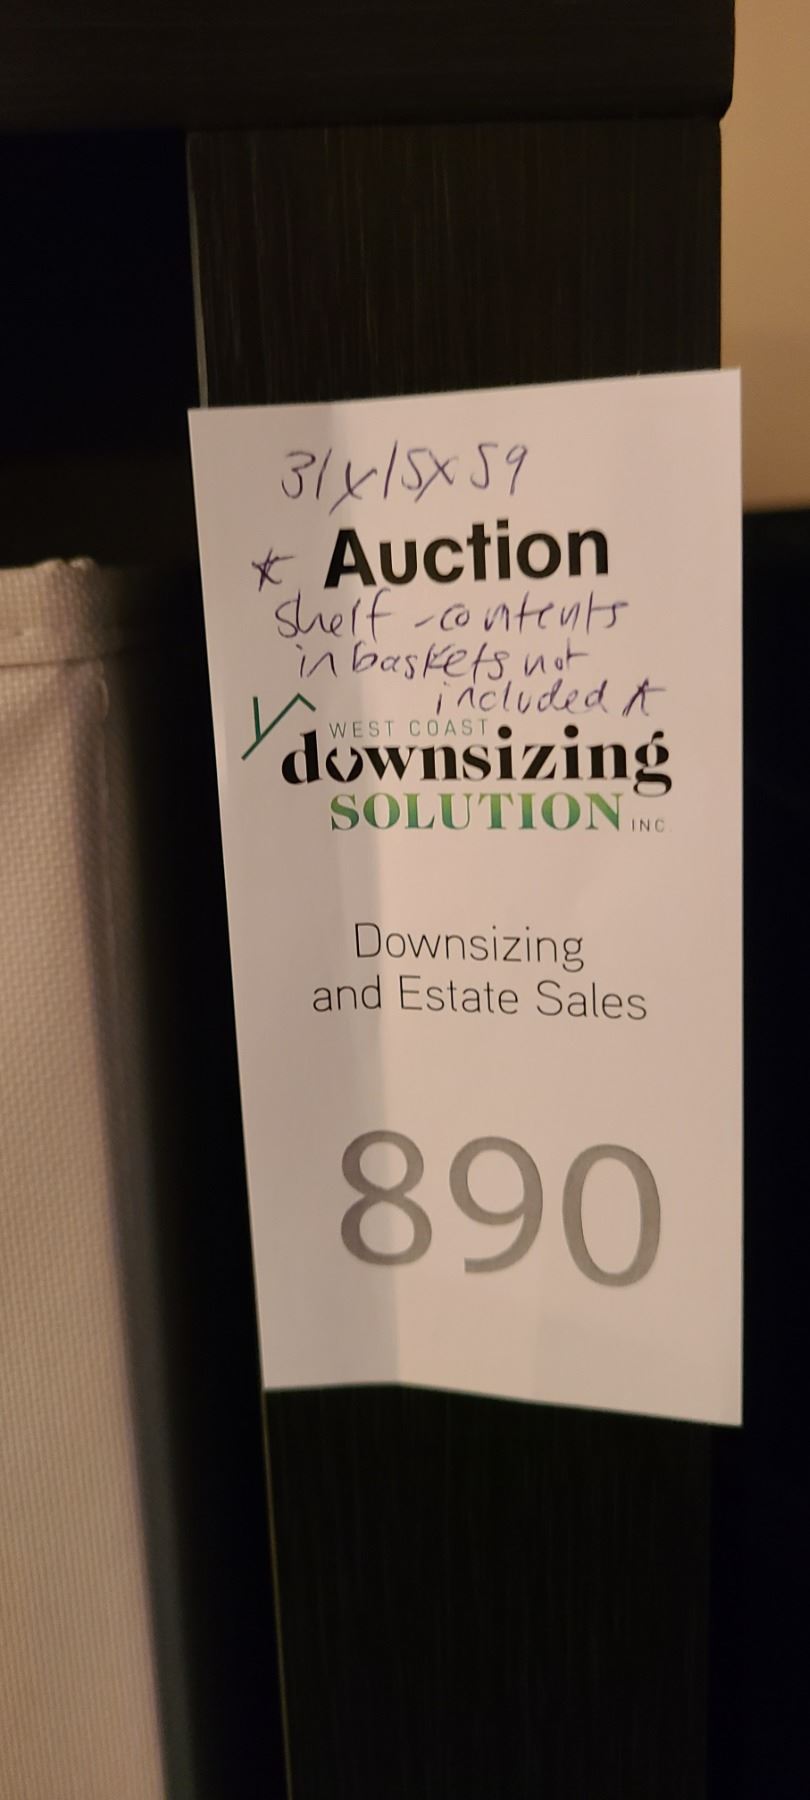 31x15x59
* Auction
shelf - contents
in baskets not
included *
WEST COAST
downsizing
SOLUTION INC.
Downsizing
and Estate Sales
890